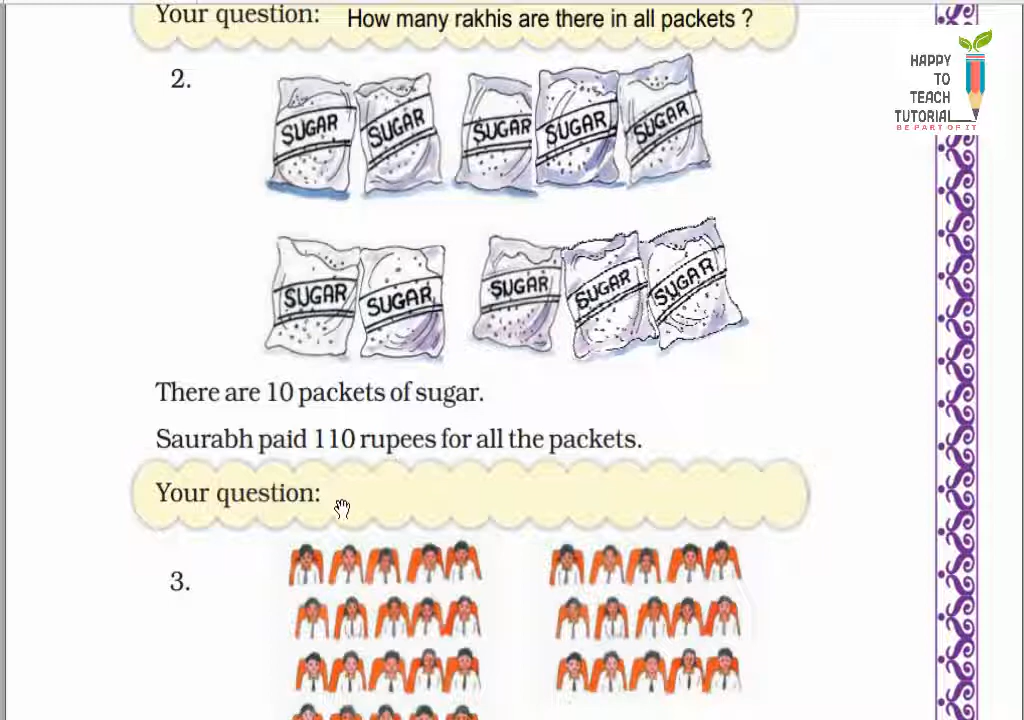 Your question: How many rakhis are there in all packets ?
HAPPY
TO
TEACH
TUTORIAL
BE PART OF IT
2.
SUGAR SUGAR SUGAR SUGAR SUGAR
SUGAR SUGAR SUGAR SUGAR SUGAR
There are 10 packets of sugar.
Saurabh paid 110 rupees for all the packets.
Your question:
3.